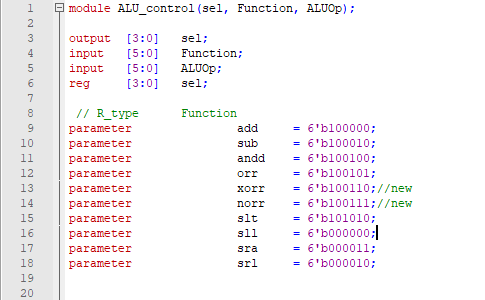 1 module ALU_control(sel, Function, ALUOp);
2
3 output [3:0] sel;
4 input [5:0] Function;
5 input [5:0] ALUOp;
6 reg [3:0] sel;
7
8 // R_type Function
9 parameter add = 6'b100000;
10 parameter sub = 6'b100010;
11 parameter andd = 6'b100100;
12 parameter orr = 6'b100101;
13 parameter xorr = 6'b100110;//new
14 parameter norr = 6'b100111;//new
15 parameter slt = 6'b101010;
16 parameter sll = 6'b000000;
17 parameter sra = 6'b000011;
18 parameter srl = 6'b000010;
19
20